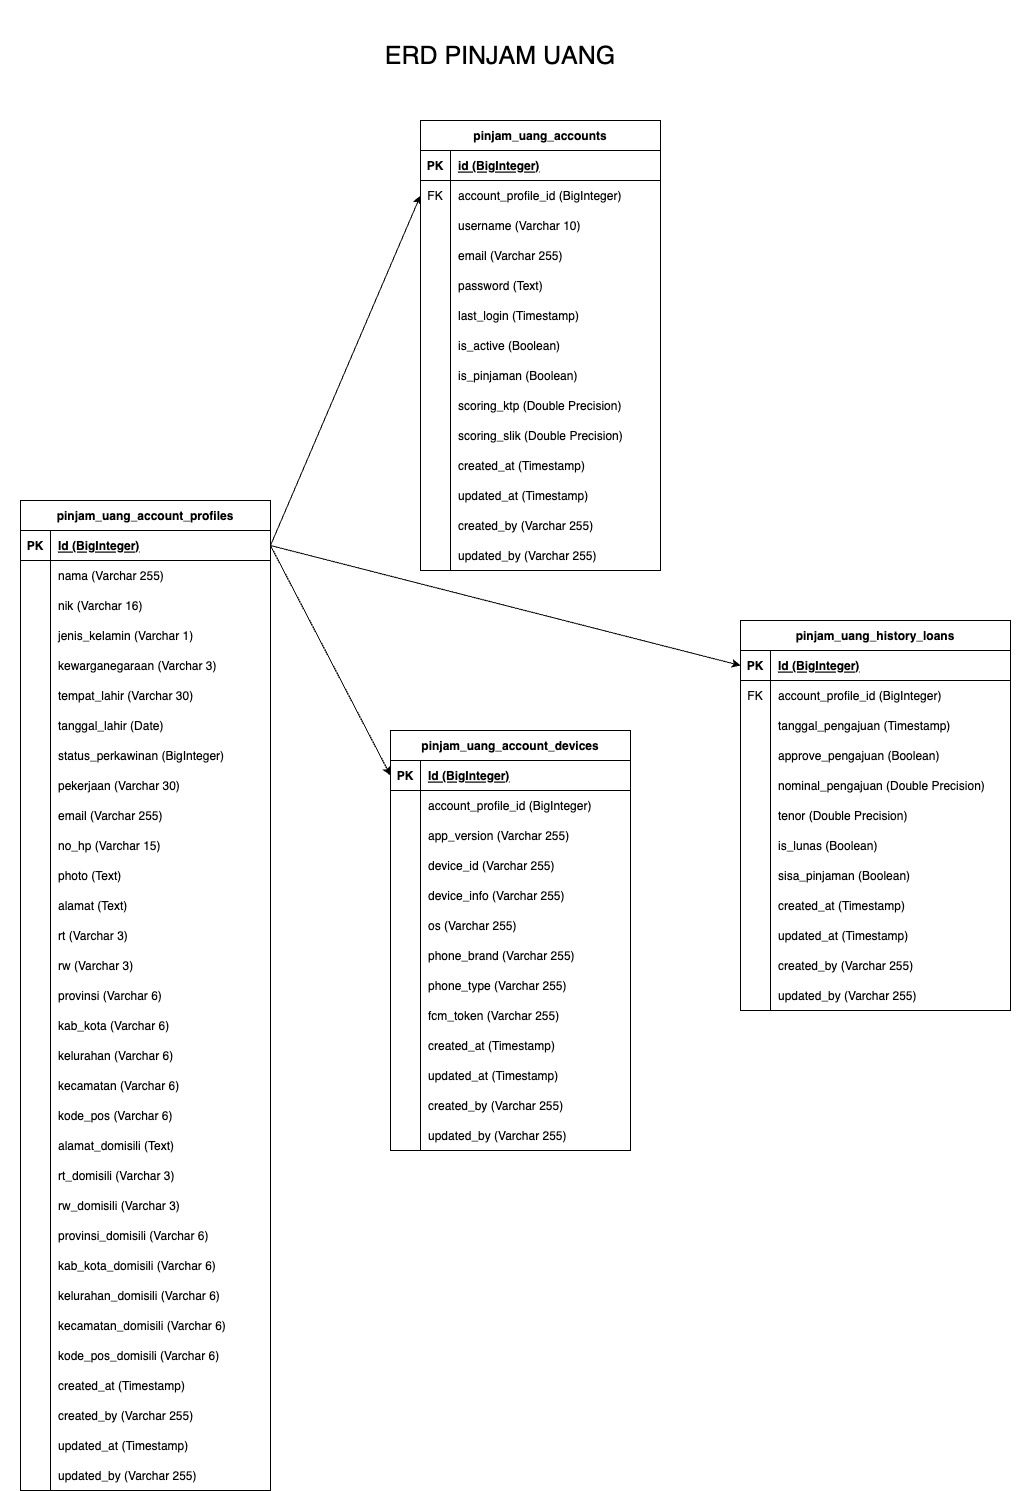 ERD PINJAM UANG
pinjam_uang_accounts
PK id (BigInteger)
FK account_profile_id (BigInteger)
username (Varchar 10)
email (Varchar 255)
password (Text)
last_login (Timestamp)
is_active (Boolean)
is_pinjaman (Boolean)
scoring_ktp (Double Precision)
scoring_slik (Double Precision)
created_at (Timestamp)
updated_at (Timestamp)
created_by (Varchar 255)
updated_by (Varchar 255)
pinjam_uang_account_profiles
PK Id (BigInteger)
nama (Varchar 255)
nik (Varchar 16)
jenis_kelamin (Varchar 1)
kewarganegaraan (Varchar 3)
tempat_lahir (Varchar 30)
tanggal_lahir (Date)
status_perkawinan (BigInteger)
pekerjaan (Varchar 30)
email (Varchar 255)
no_hp (Varchar 15)
photo (Text)
alamat (Text)
rt (Varchar 3)
rw (Varchar 3)
provinsi (Varchar 6)
kab_kota (Varchar 6)
kelurahan (Varchar 6)
kecamatan (Varchar 6)
kode_pos (Varchar 6)
alamat_domisili (Text)
rt_domisili (Varchar 3)
rw_domisili (Varchar 3)
provinsi_domisili (Varchar 6)
kab_kota_domisili (Varchar 6)
kelurahan_domisili (Varchar 6)
kecamatan_domisili (Varchar 6)
kode_pos_domisili (Varchar 6)
created_at (Timestamp)
created_by (Varchar 255)
updated_at (Timestamp)
updated_by (Varchar 255)
pinjam_uang_account_devices
PK Id (BigInteger)
account_profile_id (BigInteger)
app_version (Varchar 255)
device_id (Varchar 255)
device_info (Varchar 255)
os (Varchar 255)
phone_brand (Varchar 255)
phone_type (Varchar 255)
fcm_token (Varchar 255)
created_at (Timestamp)
updated_at (Timestamp)
created_by (Varchar 255)
updated_by (Varchar 255)
pinjam_uang_history_loans
PK Id (BigInteger)
FK account_profile_id (BigInteger)
tanggal_pengajuan (Timestamp)
approve_pengajuan (Boolean)
nominal_pengajuan (Double Precision)
tenor (Double Precision)
is_lunas (Boolean)
sisa_pinjaman (Boolean)
created_at (Timestamp)
updated_at (Timestamp)
created_by (Varchar 255)
updated_by (Varchar 255)